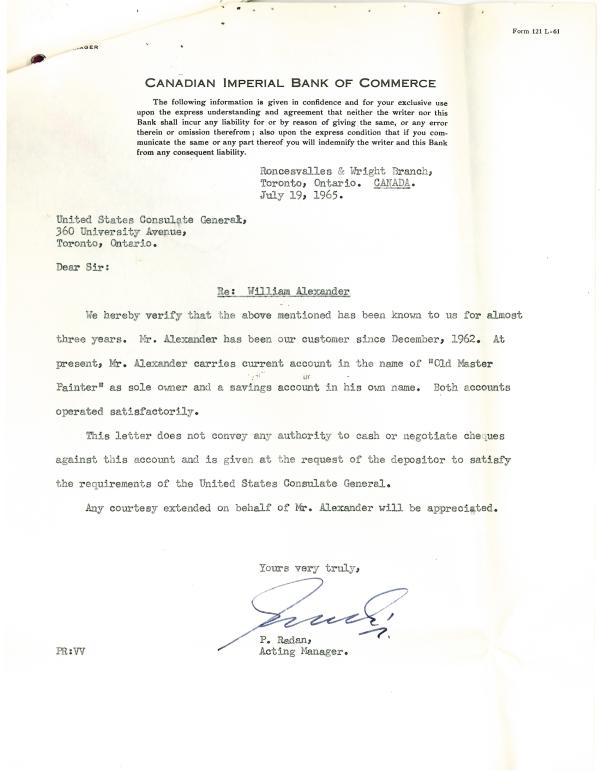 Form 121 L-61
AGER
CANADIAN IMPERIAL BANK OF COMMERCE
The following information is given in confidence and for your exclusive use
upon the express understanding and agreement that neither the writer nor this
Bank shall incur any liability for or by reason of giving the same, or any error
therein or omission therefrom; also upon the express condition that if you com-
municate the same or any part thereof you will indemnify the writer and this Bank
from any consequent liability.
Roncesvalles & Wright Branch,
Toronto, Ontario. CANADA.
July 19, 1965.
United States Consulate General,
360 University Avenue,
Toronto, Ontario.
Dear Sir:
Re: William Alexander
We hereby verify that the above mentioned has been known to us for almost
three years. Mr. Alexander has been our customer since December, 1962. At
present, Mr. Alexander carries current account in the name of "Old Master
Painter" as sole owner and a savings account in his own name. Both accounts
operated satisfactorily.
This letter does not convey any authority to cash or negotiate cheques
against this account and is given at the request of the depositor to satisfy
the requirements of the United States Consulate General.
Any courtesy extended on behalf of Mr. Alexander will be appreciated.
Yours very truly,
P. Radan,
PR:VV Acting Manager.